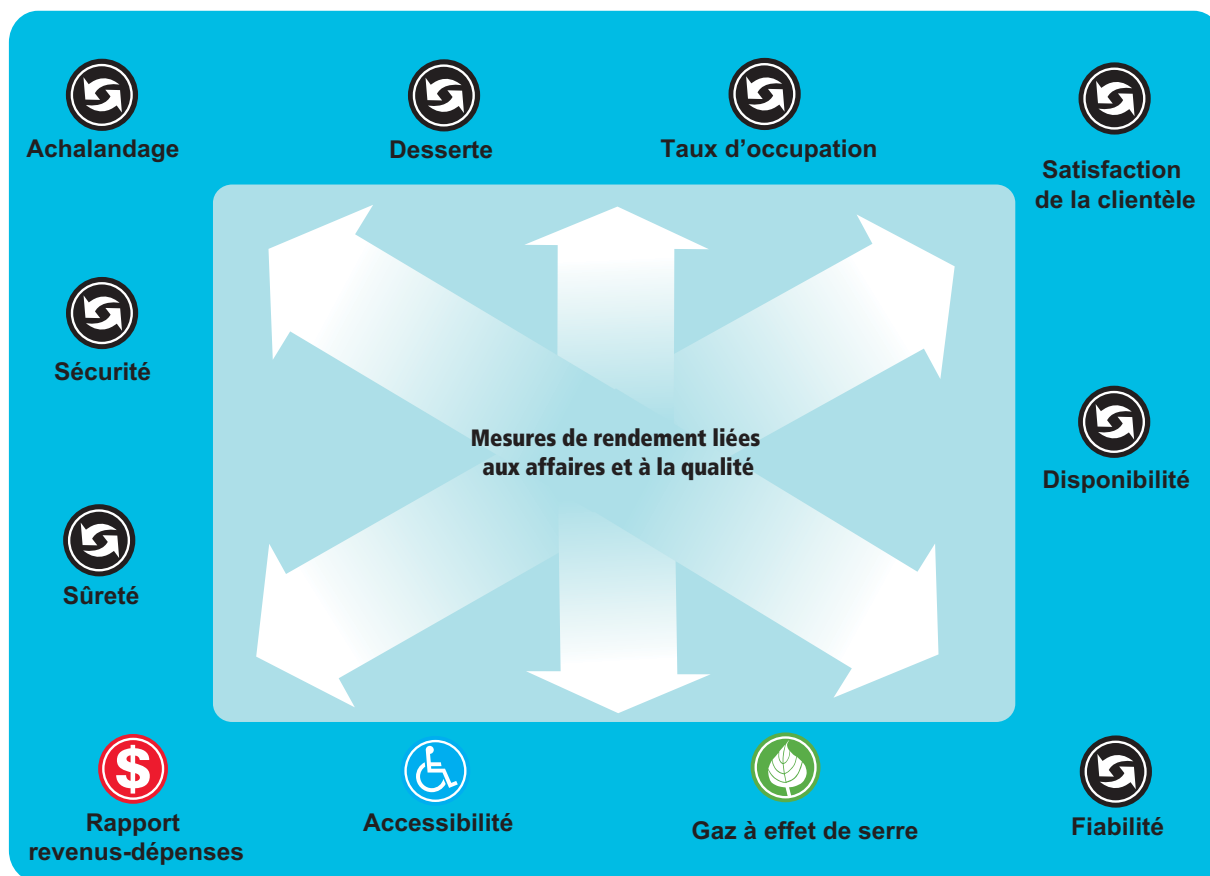 Achalandage
Desserte
Taux d’occupation
Satisfaction
de la clientèle
Sécurité
Mesures de rendement liées
aux affaires et à la qualité
Disponibilité
Sûreté
$
Rapport
revenus-dépenses
Accessibilité
Gaz à effet de serre
Fiabilité